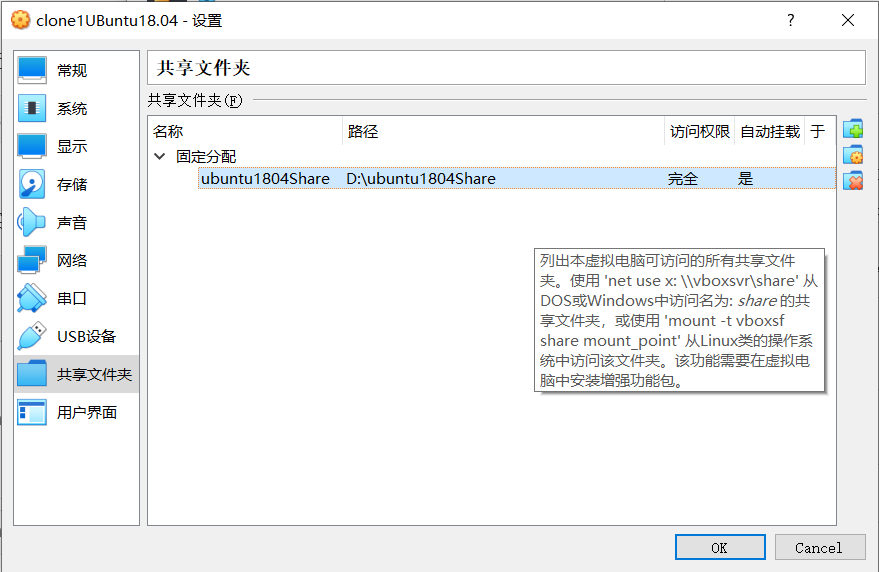 clone1UBuntu18.04 - 设置
?
常规
系统
显示
存储
声音
网络
串口
USB设备
共享文件夹
用户界面
共享文件夹
共享文件夹(F)
名称 路径 访问权限 自动挂载 于
固定分配
ubuntu1804Share D:\ubuntu1804Share 完全 是
列出本虚拟电脑可访问的所有共享文件
夹。使用 'net use x: \\vboxsvr\share' 从
DOS或Windows中访问名为: share 的共
享文件夹，或使用 'mount -t vboxsf
share mount_point' 从Linux类的操作系
统中访问该文件夹。该功能需要在虚拟电
脑中安装增强功能包。
OK Cancel